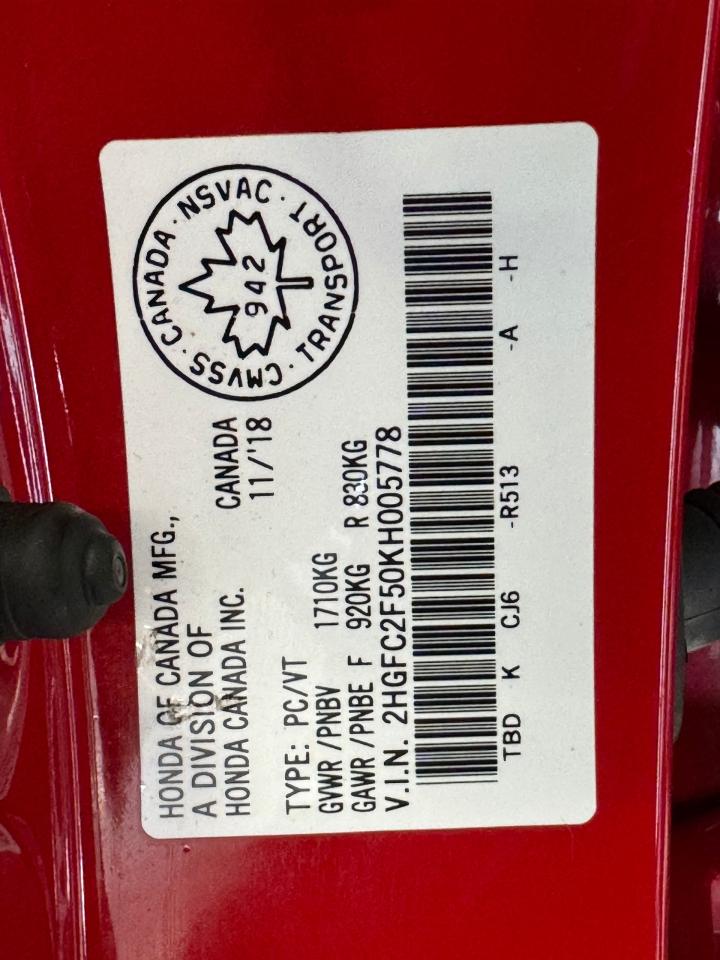 HONDA OF CANADA MFG.,
A DIVISION OF
HONDA CANADA INC.
CANADA
11/'18
CMVSS · CANADA · NSVAC · TRANSPORT ·
942
TYPE: PC/VT
GVWR/PNBV 1710KG
GAWR/PNBE F 920KG R 830KG
V.I.N. 2HGFC2F50KH005778
TBD K CJ6 -R513 -A -H